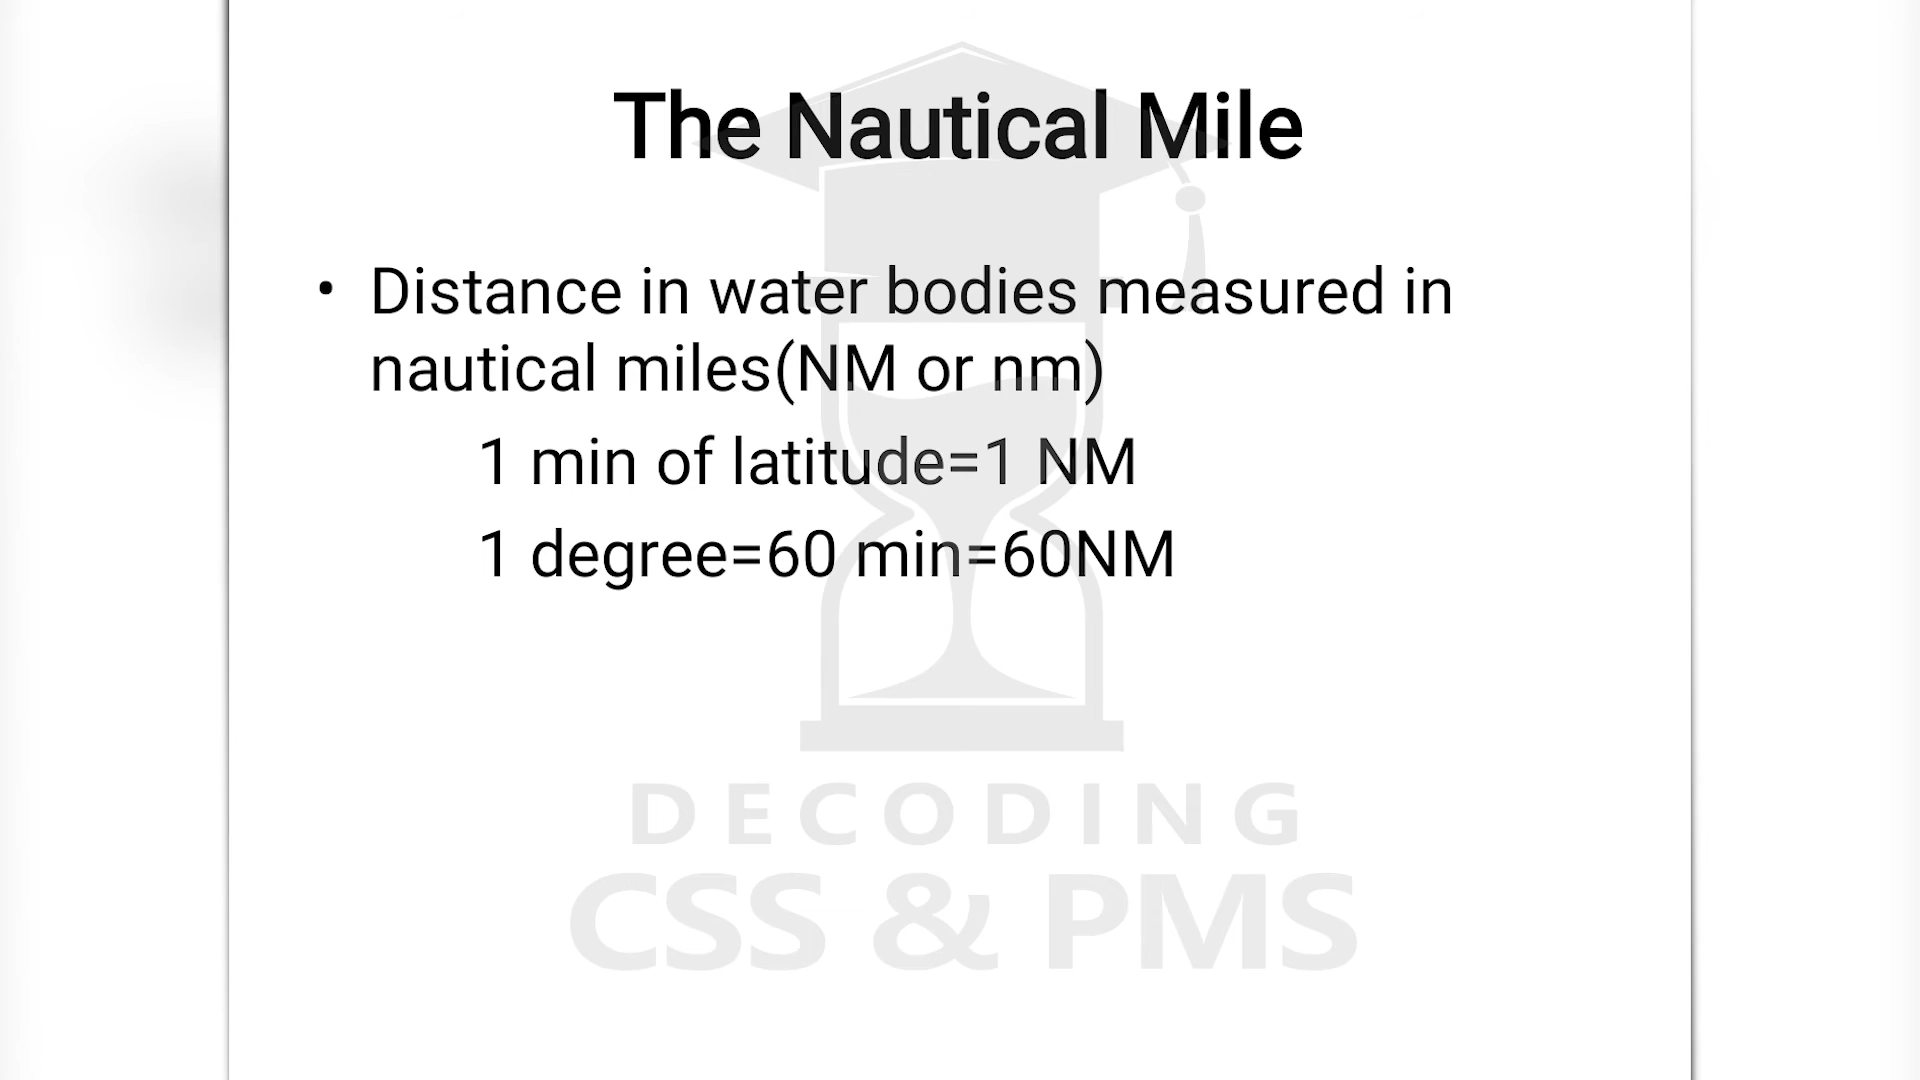 The Nautical Mile
• Distance in water bodies measured in
nautical miles(NM or nm)
1 min of latitude=1 NM
1 degree=60 min=60NM
DECODING
CSS & PMS